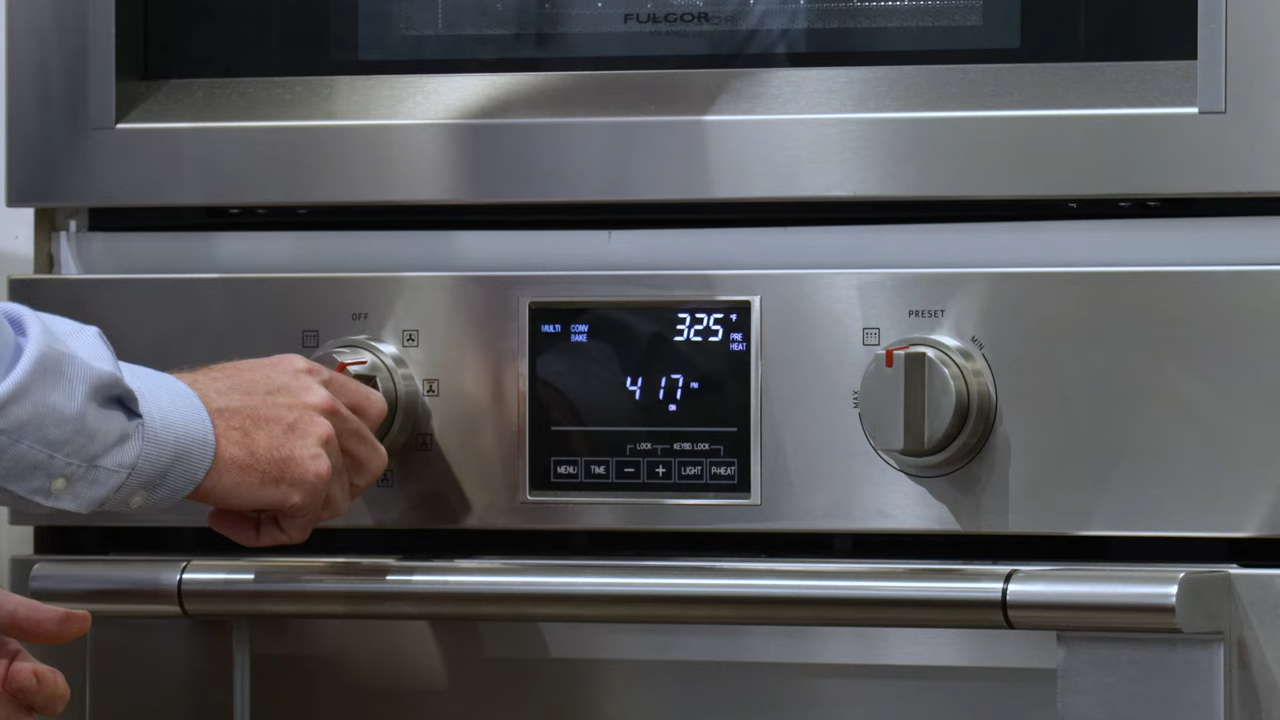 FULGOR
OFF
MULTI CONV BAKE
325 °F
PRE HEAT
4 17 PM
ON
LOCK KEYBD. LOCK
MENU TIME − + LIGHT P-HEAT
PRESET
MIN
MAX